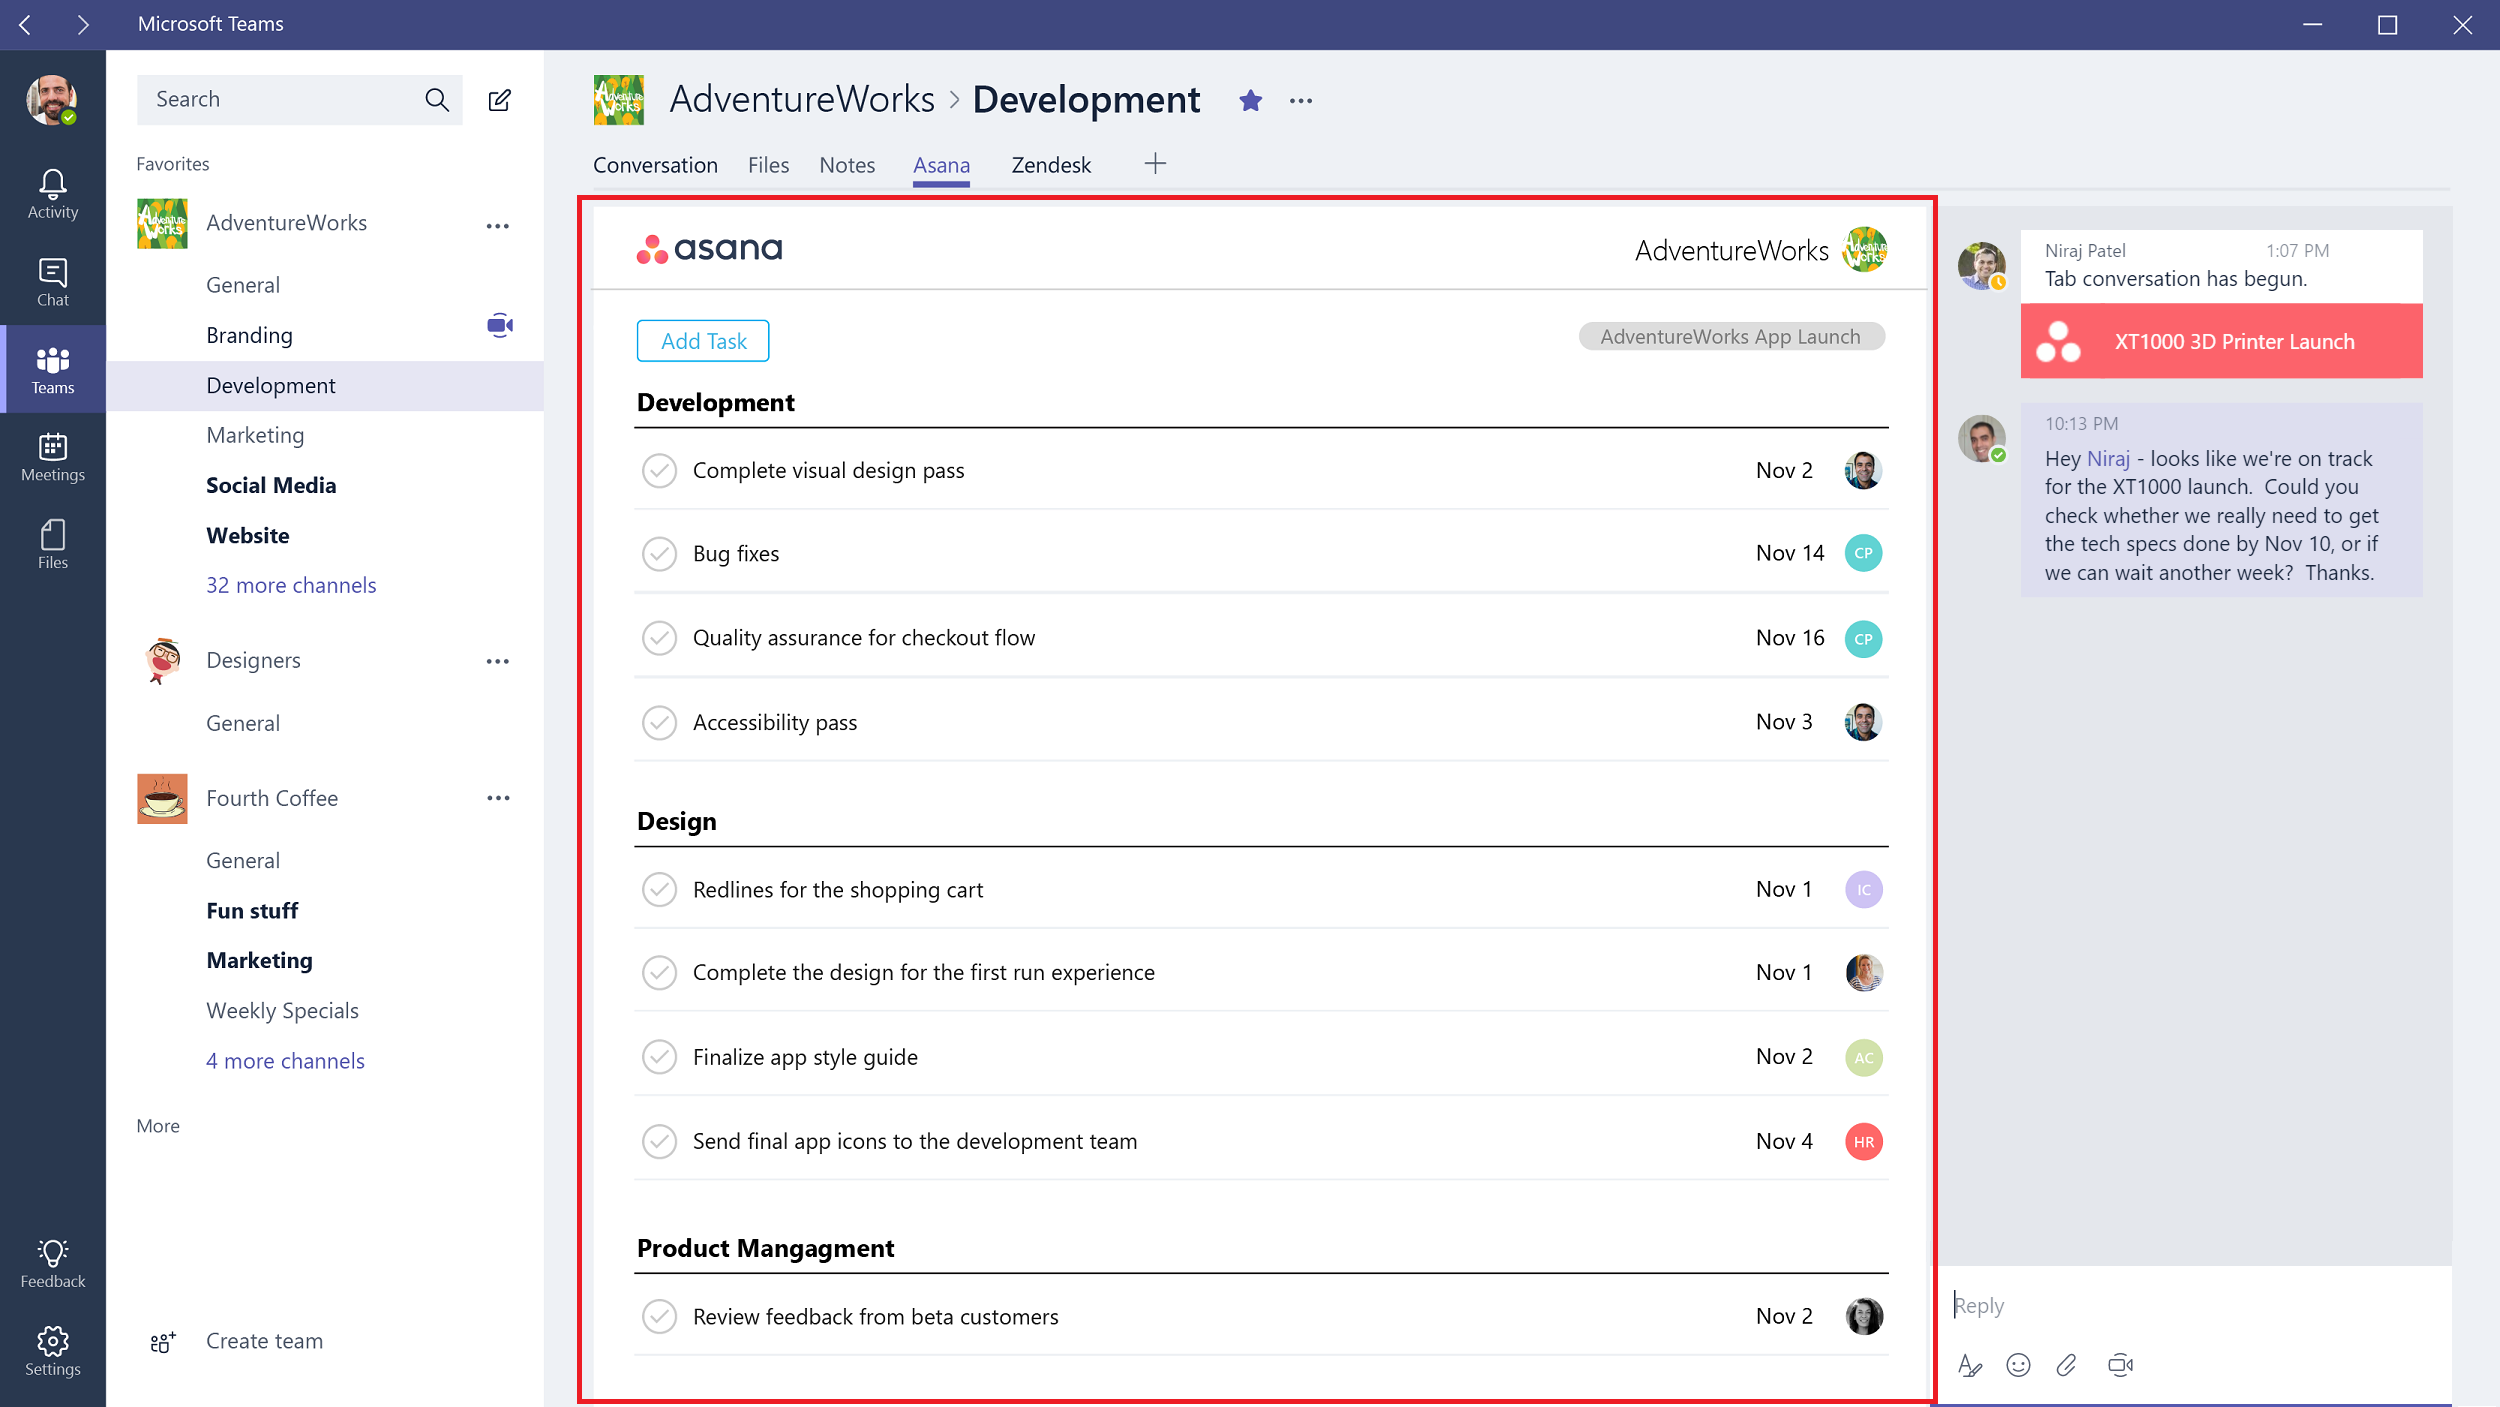 Microsoft Teams
Search
Activity
Chat
Teams
Meetings
Files
Feedback
Settings
Favorites
AdventureWorks
General
Branding
Development
Marketing
Social Media
Website
32 more channels
Designers
General
Fourth Coffee
General
Fun stuff
Marketing
Weekly Specials
4 more channels
More
Create team
Adventure
Works
AdventureWorks > Development
Conversation Files Notes Asana Zendesk
asana
AdventureWorks
Add Task
AdventureWorks App Launch
Development
Complete visual design pass Nov 2
Bug fixes Nov 14 CP
Quality assurance for checkout flow Nov 16 CP
Accessibility pass Nov 3
Design
Redlines for the shopping cart Nov 1 IC
Complete the design for the first run experience Nov 1
Finalize app style guide Nov 2 AC
Send final app icons to the development team Nov 4 HR
Product Mangagment
Review feedback from beta customers Nov 2
Niraj Patel 1:07 PM
Tab conversation has begun.
XT1000 3D Printer Launch
10:13 PM
Hey Niraj - looks like we're on track
for the XT1000 launch. Could you
check whether we really need to get
the tech specs done by Nov 10, or if
we can wait another week? Thanks.
Reply